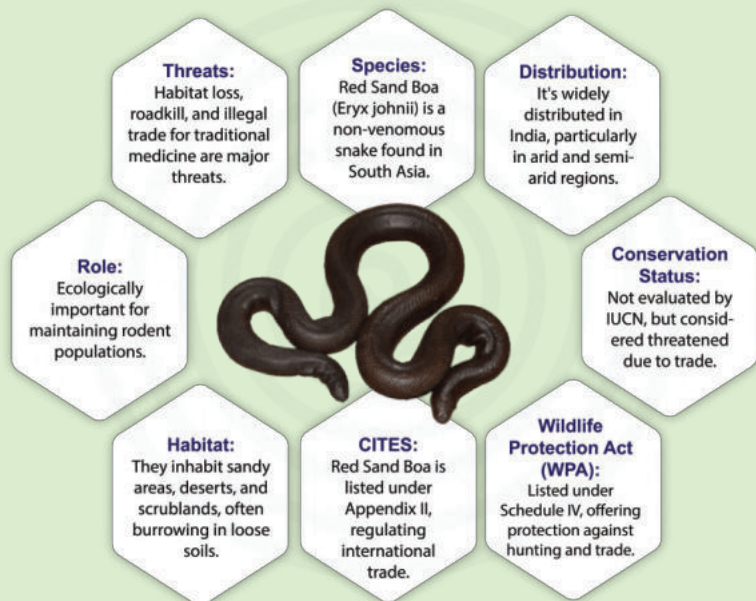 Threats:
Habitat loss,
roadkill, and illegal
trade for traditional
medicine are major
threats.
Species:
Red Sand Boa
(Eryx johnii) is a
non-venomous
snake found in
South Asia.
Distribution:
It's widely
distributed in
India, particularly
in arid and semi-
arid regions.
Role:
Ecologically
important for
maintaining rodent
populations.
Conservation
Status:
Not evaluated by
IUCN, but consid-
ered threatened
due to trade.
Habitat:
They inhabit sandy
areas, deserts, and
scrublands, often
burrowing in loose
soils.
CITES:
Red Sand Boa is
listed under
Appendix II,
regulating
international
trade.
Wildlife
Protection Act
(WPA):
Listed under
Schedule IV, offering
protection against
hunting and trade.